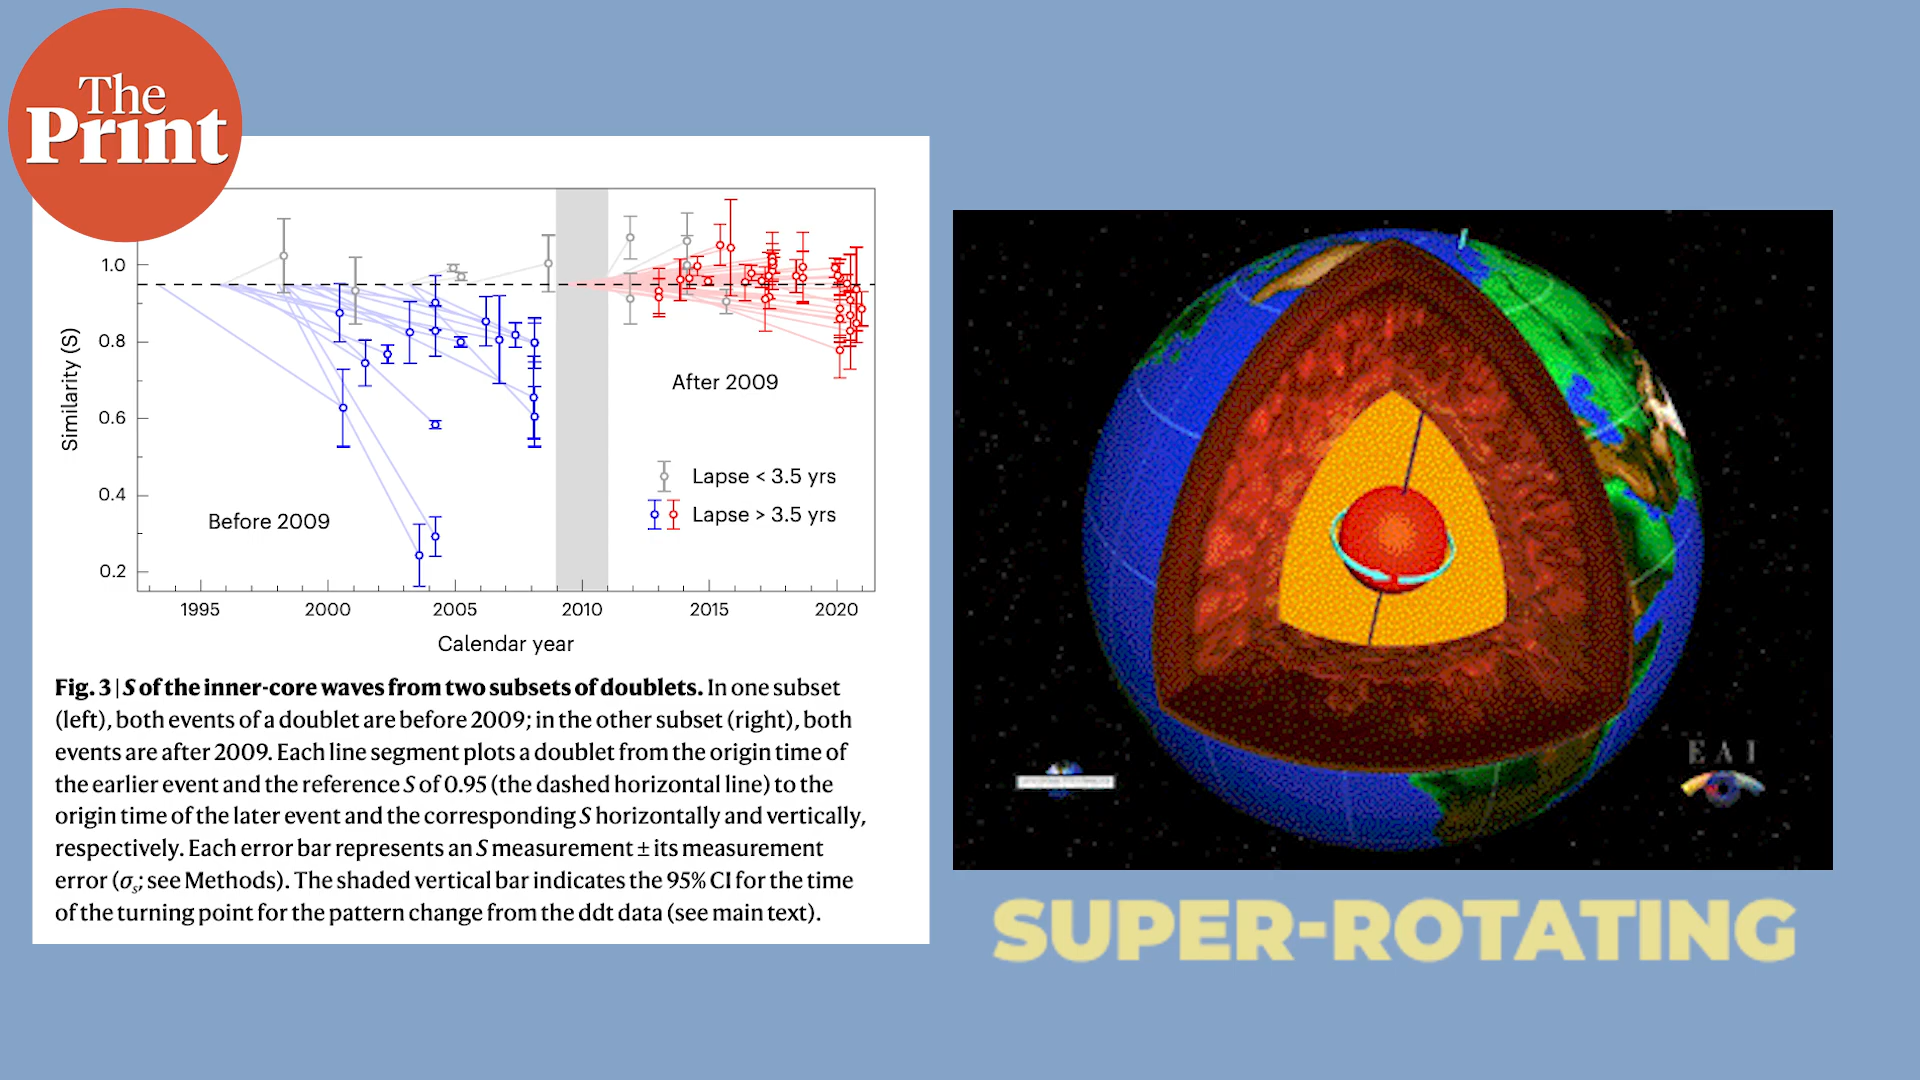 The
Print
1.0
0.8
0.6
0.4
0.2
Similarity (S)
Before 2009
After 2009
Lapse < 3.5 yrs
Lapse > 3.5 yrs
1995 2000 2005 2010 2015 2020
Calendar year
Fig. 3 | S of the inner-core waves from two subsets of doublets. In one subset
(left), both events of a doublet are before 2009; in the other subset (right), both
events are after 2009. Each line segment plots a doublet from the origin time of
the earlier event and the reference S of 0.95 (the dashed horizontal line) to the
origin time of the later event and the corresponding S horizontally and vertically,
respectively. Each error bar represents an S measurement ± its measurement
error (σs; see Methods). The shaded vertical bar indicates the 95% CI for the time
of the turning point for the pattern change from the ddt data (see main text).
EAI
SUPER-ROTATING